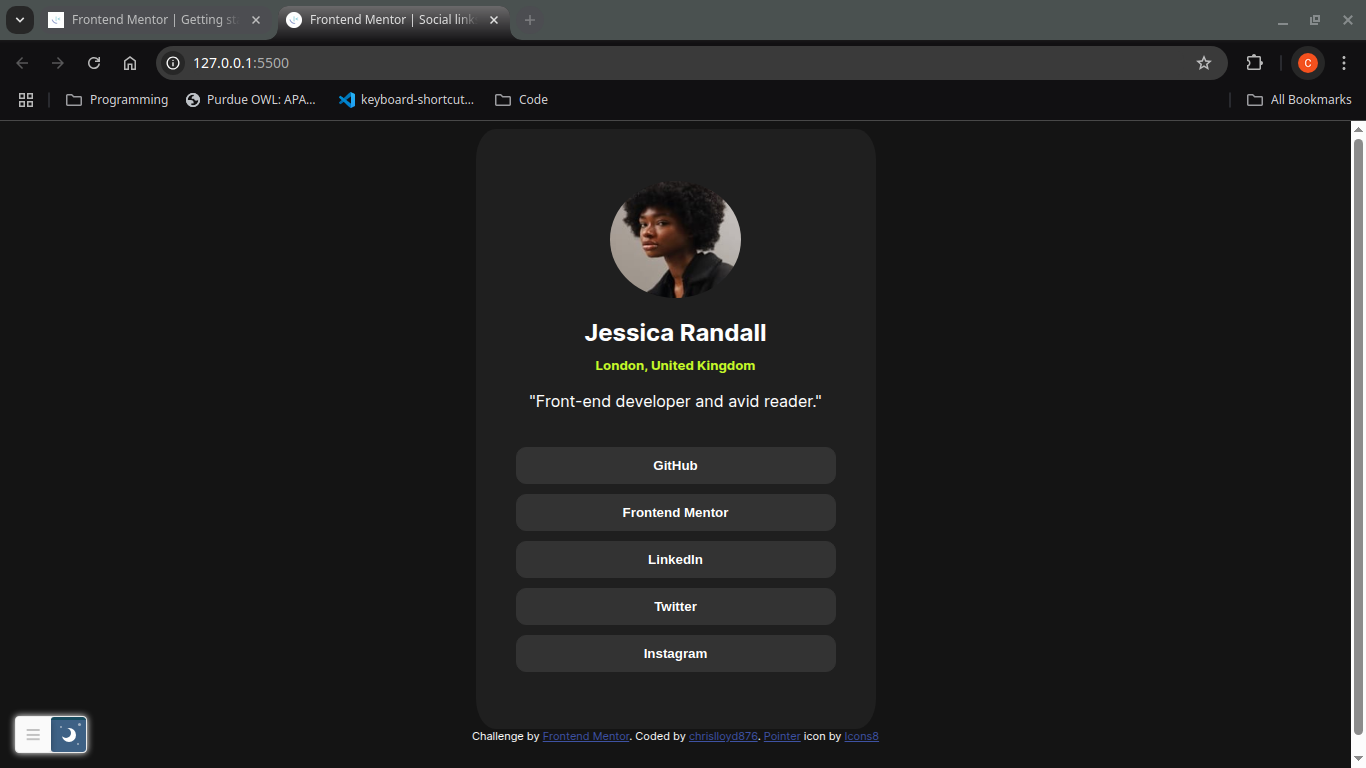 Frontend Mentor | Getting st
Frontend Mentor | Social link
127.0.0.1:5500
C
Programming
Purdue OWL: APA...
keyboard-shortcut...
Code
All Bookmarks
Jessica Randall
London, United Kingdom
"Front-end developer and avid reader."
GitHub
Frontend Mentor
LinkedIn
Twitter
Instagram
Challenge by Frontend Mentor. Coded by chrislloyd876. Pointer icon by Icons8